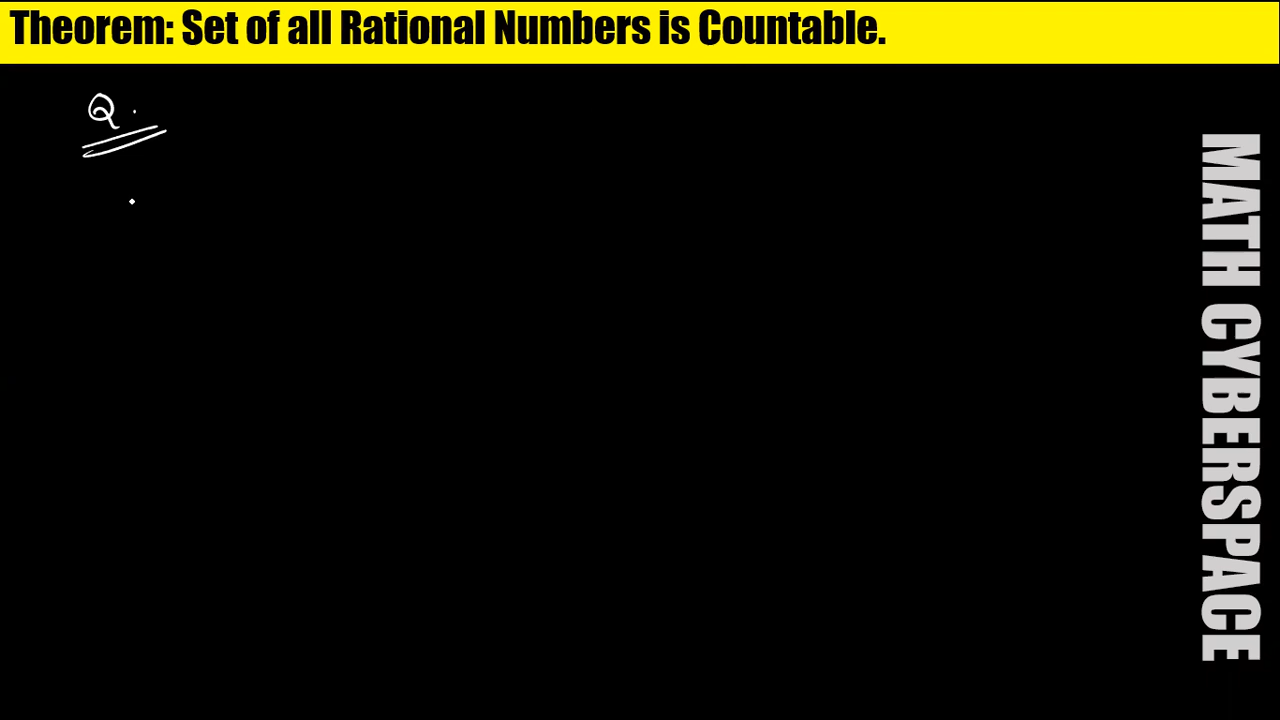 Theorem: Set of all Rational Numbers is Countable.
Q.
MATH CYBERSPACE